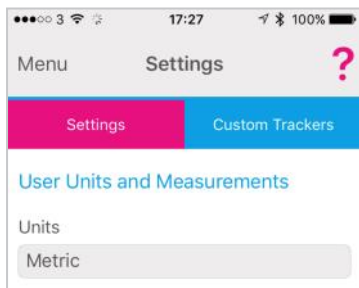 3 17:27 100%
Menu Settings ?
Settings Custom Trackers
User Units and Measurements
Units
Metric